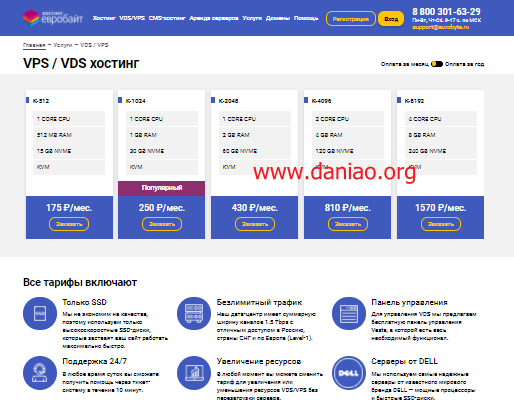 хостинг
евробайт
Хостинг VDS/VPS CMS-хостинг Аренда серверов Услуги Домены Помощь
Регистрация
Вход
8 800 301-63-29
Пн-Вт, Чт-Сб, 9-17 ч. по МСК
support@eurobyte.ru
Главная – Услуги – VDS / VPS
VPS / VDS хостинг
Оплата за месяц
Оплата за год
K-512
1 CORE CPU
512 MB RAM
15 GB NVME
KVM
175 ₽/мес.
Заказать
K-1024
1 CORE CPU
1 GB RAM
30 GB NVME
KVM
Популярный
250 ₽/мес.
Заказать
K-2048
1 CORE CPU
2 GB RAM
60 GB NVME
KVM
430 ₽/мес.
Заказать
K-4096
2 CORE CPU
4 GB RAM
120 GB NVME
KVM
810 ₽/мес.
Заказать
K-8192
4 CORE CPU
8 GB RAM
240 GB NVME
KVM
1570 ₽/мес.
Заказать
www.daniao.org
Все тарифы включают
SSD
Только SSD
Мы не экономим на качестве,
поэтому используем только
высокоскоростные SSD-диски,
которые заставят ваш сайт работать
максимально быстро.
Безлимитный трафик
Наш дата-центр имеет суммарную
ширину каналов 1.5 Tbps с
отличным доступом в Россию,
страны СНГ и по Европе (Level*1).
Панель управления
Для управления VDS мы предлагаем
бесплатную панель управления
Vesta, в которой есть весь
необходимый функционал.
Поддержка 24/7
В любое время суток вы сможете
получить помощь через тикет-
систему в течение 10 минут.
Увеличение ресурсов
В любой момент вы можете сменить
тариф для увеличения или
уменьшения ресурсов VDS/VPS без
перезагрузки сервера.
DELL
Серверы от DELL
Мы используем самые надежные
серверы от известного мирового
бренда DELL — мощные процессоры
и быстрые SSD-диски.